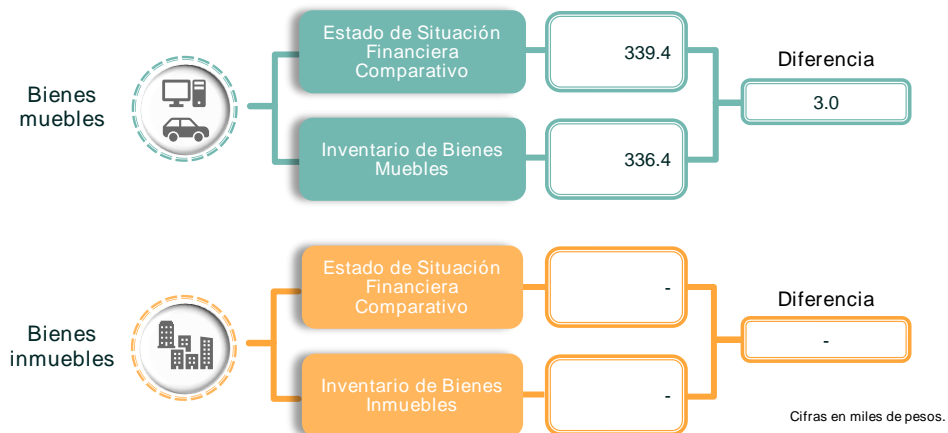 Bienes
muebles
Estado de Situación
Financiera
Comparativo
339.4
Inventario de Bienes
Muebles
336.4
Diferencia
3.0
Bienes
inmuebles
Estado de Situación
Financiera
Comparativo
-
Inventario de Bienes
Inmuebles
-
Diferencia
-
Cifras en miles de pesos.